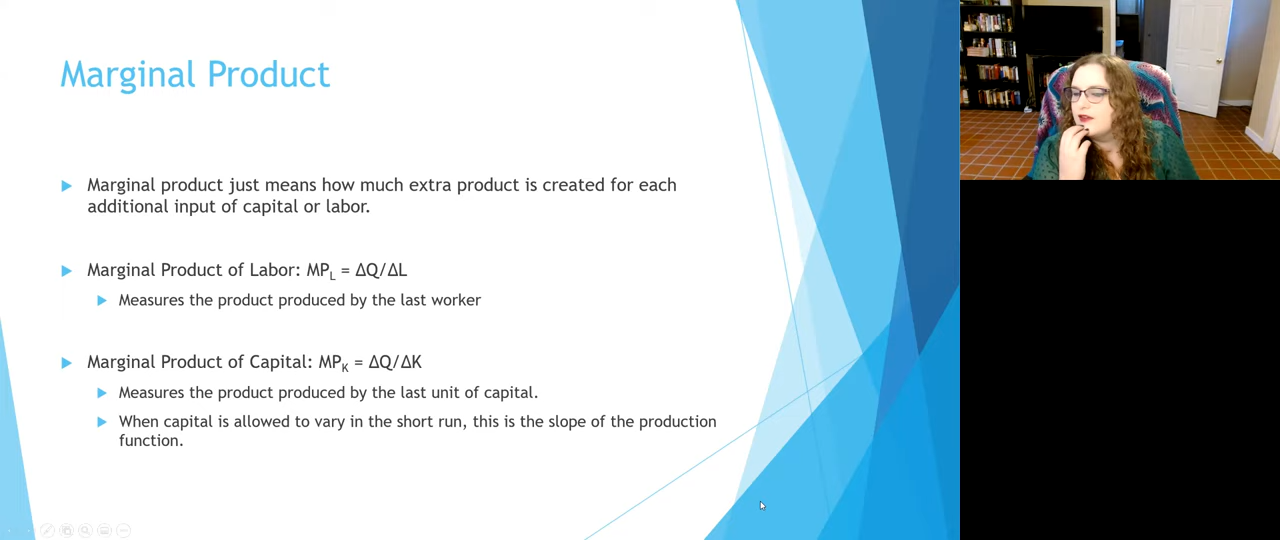 Marginal Product
Marginal product just means how much extra product is created for each
additional input of capital or labor.
Marginal Product of Labor: MPL = ΔQ/ΔL
Measures the product produced by the last worker
Marginal Product of Capital: MPK = ΔQ/ΔK
Measures the product produced by the last unit of capital.
When capital is allowed to vary in the short run, this is the slope of the production
function.